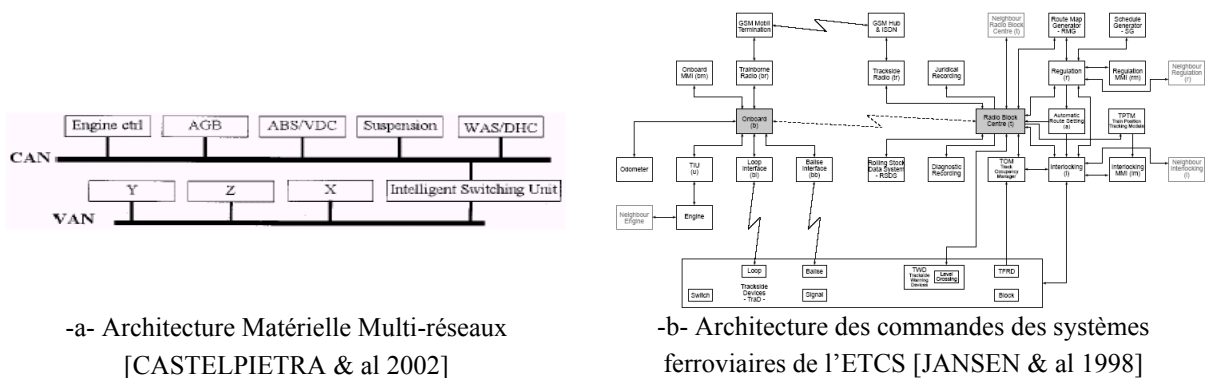 Engine ctrl AGB ABS/VDC Suspension WAS/DHC
CAN
Y Z X Intelligent Switching Unit
VAN
-a- Architecture Matérielle Multi-réseaux
[CASTELPIETRA & al 2002]
GSM Mobil
Termination
GSM Hub
& ISDN
Neighbour
Radio Block
Centre (t)
Route Map
Generator
- RMG
Schedule
Generator
- SG
Onboard
MMI (bm)
Trainborne
Radio (br)
Trackside
Radio (tr)
Juridical
Recording
Regulation
(r)
Regulation
MMI (rm)
Neighbour
Regulation
(r)
Onboard
(b)
Radio Block
Centre (t)
Automatic
Route Setting
(a)
TPTM
Train Position
Tracking Module
Odometer
TIU
(u)
Loop
Interface
(bl)
Balise
Interface
(bb)
Rolling Stock
Data System
- RSDS
Diagnostic
Recording
TOM
Track
Occupancy
Manager
Interlocking
(i)
Interlocking
MMI (im)
Neighbour
Interlocking
(i)
Neighbour
Engine
Engine
Loop
Balise
TWD
Trackside
Warning
Devices
Level
Crossing
TFRD
Switch
Trackside
Devices
- TraD -
Signal
Block
-b- Architecture des commandes des systèmes
ferroviaires de l’ETCS [JANSEN & al 1998]